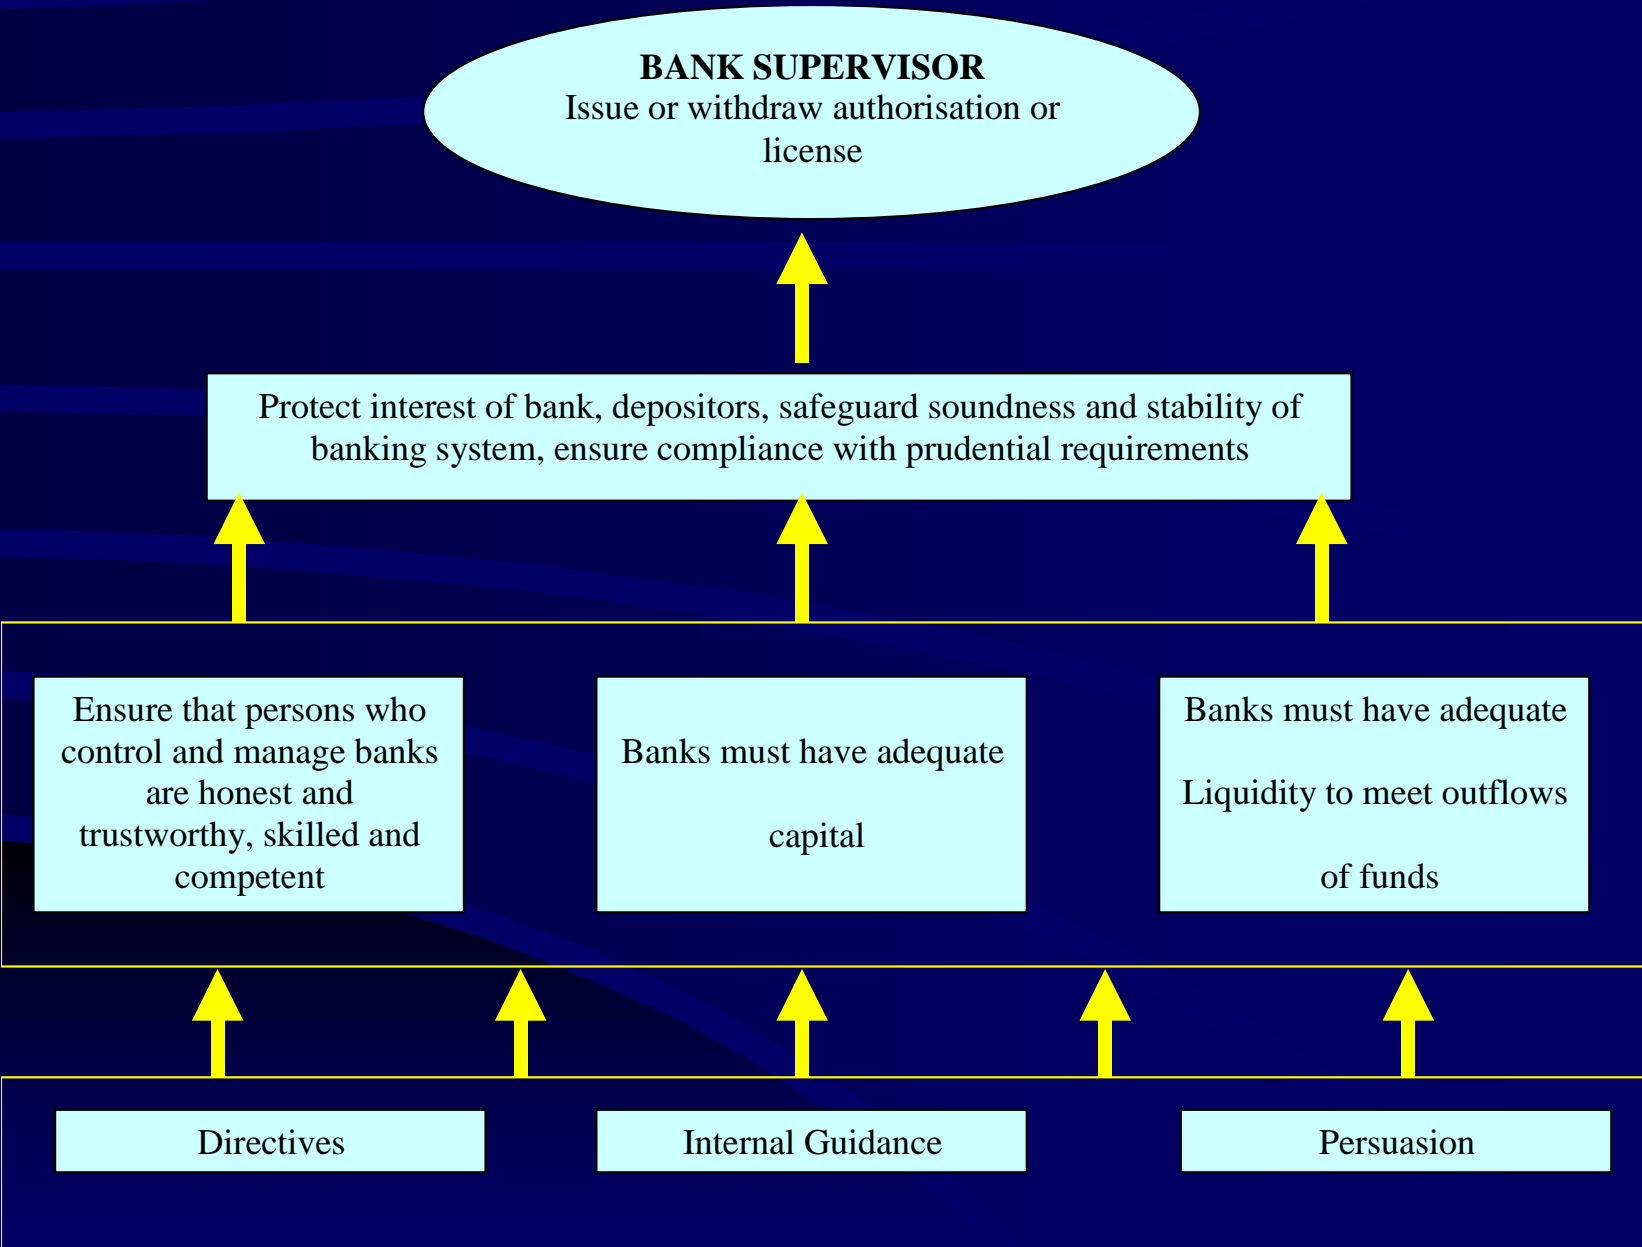 BANK SUPERVISOR
Issue or withdraw authorisation or
license
Protect interest of bank, depositors, safeguard soundness and stability of
banking system, ensure compliance with prudential requirements
Ensure that persons who
control and manage banks
are honest and
trustworthy, skilled and
competent
Banks must have adequate
capital
Banks must have adequate
Liquidity to meet outflows
of funds
Directives
Internal Guidance
Persuasion